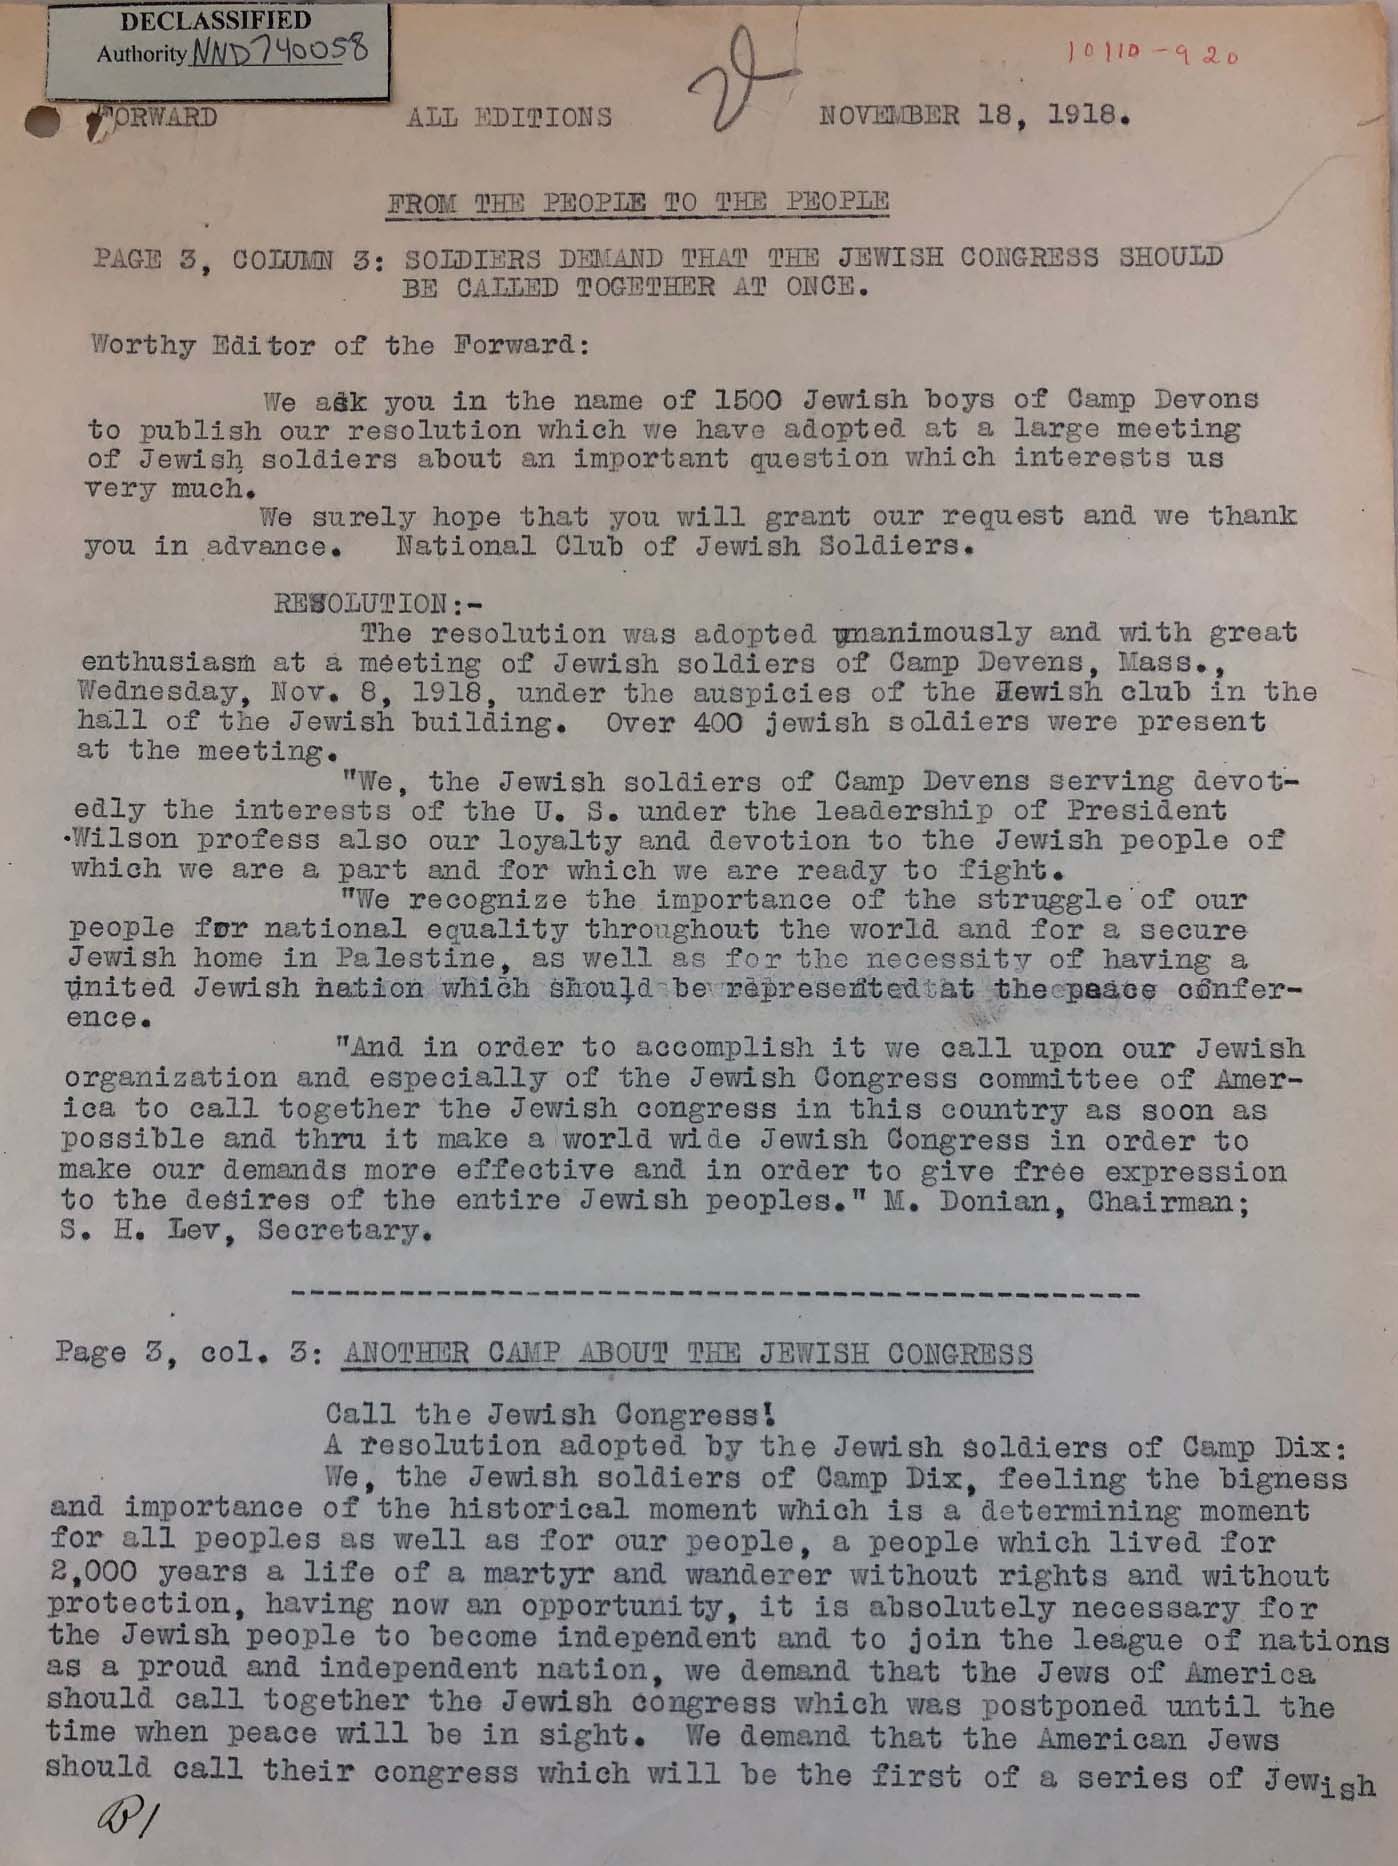 DECLASSIFIED
Authority NND740058
10110-920
FORWARD ALL EDITIONS NOVEMBER 18, 1918.
FROM THE PEOPLE TO THE PEOPLE
PAGE 3, COLUMN 3: SOLDIERS DEMAND THAT THE JEWISH CONGRESS SHOULD
BE CALLED TOGETHER AT ONCE.
Worthy Editor of the Forward:
We ask you in the name of 1500 Jewish boys of Camp Devons
to publish our resolution which we have adopted at a large meeting
of Jewish soldiers about an important question which interests us
very much.
We surely hope that you will grant our request and we thank
you in advance. National Club of Jewish Soldiers.
RESOLUTION:-
The resolution was adopted unanimously and with great
enthusiasm at a meeting of Jewish soldiers of Camp Devens, Mass.,
Wednesday, Nov. 8, 1918, under the auspicies of the Jewish club in the
hall of the Jewish building. Over 400 jewish soldiers were present
at the meeting.
"We, the Jewish soldiers of Camp Devens serving devot-
edly the interests of the U. S. under the leadership of President
Wilson profess also our loyalty and devotion to the Jewish people of
which we are a part and for which we are ready to fight.
"We recognize the importance of the struggle of our
people for national equality throughout the world and for a secure
Jewish home in Palestine, as well as for the necessity of having a
united Jewish nation which should be represented at the peace confer-
ence.
"And in order to accomplish it we call upon our Jewish
organization and especially of the Jewish Congress committee of Amer-
ica to call together the Jewish congress in this country as soon as
possible and thru it make a world wide Jewish Congress in order to
make our demands more effective and in order to give free expression
to the desires of the entire Jewish peoples." M. Donian, Chairman;
S. H. Lev, Secretary.
-----------------------------------------------
Page 3, col. 3: ANOTHER CAMP ABOUT THE JEWISH CONGRESS
Call the Jewish Congress!
A resolution adopted by the Jewish soldiers of Camp Dix:
We, the Jewish soldiers of Camp Dix, feeling the bigness
and importance of the historical moment which is a determining moment
for all peoples as well as for our people, a people which lived for
2,000 years a life of a martyr and wanderer without rights and without
protection, having now an opportunity, it is absolutely necessary for
the Jewish people to become independent and to join the league of nations
as a proud and independent nation, we demand that the Jews of America
should call together the Jewish congress which was postponed until the
time when peace will be in sight. We demand that the American Jews
should call their congress which will be the first of a series of Jewish
B1